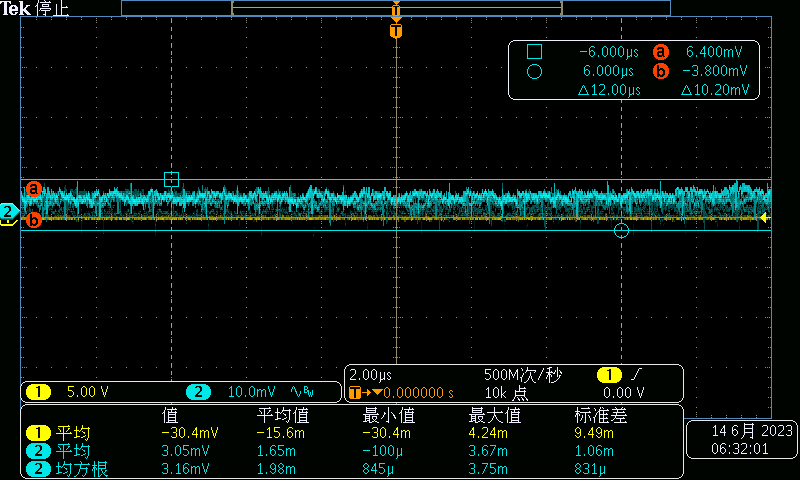 Tek 停止
T
-6.000µs a 6.400mV
6.000µs b -3.800mV
△12.00µs △10.20mV
a
2
b
1 5.00 V 2 10.0mV BW
2.00µs 500M次/秒 1
T→▼0.000000 s 10k 点 0.00 V
值 平均值 最小值 最大值 标准差
1 平均 -30.4mV -15.6m -30.4m 4.24m 9.49m
2 平均 3.05mV 1.65m -100µ 3.67m 1.06m
2 均方根 3.16mV 1.98m 845µ 3.75m 831µ
14 6月 2023
06:32:01